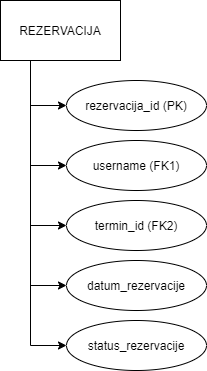 REZERVACIJA
rezervacija_id (PK)
username (FK1)
termin_id (FK2)
datum_rezervacije
status_rezervacije